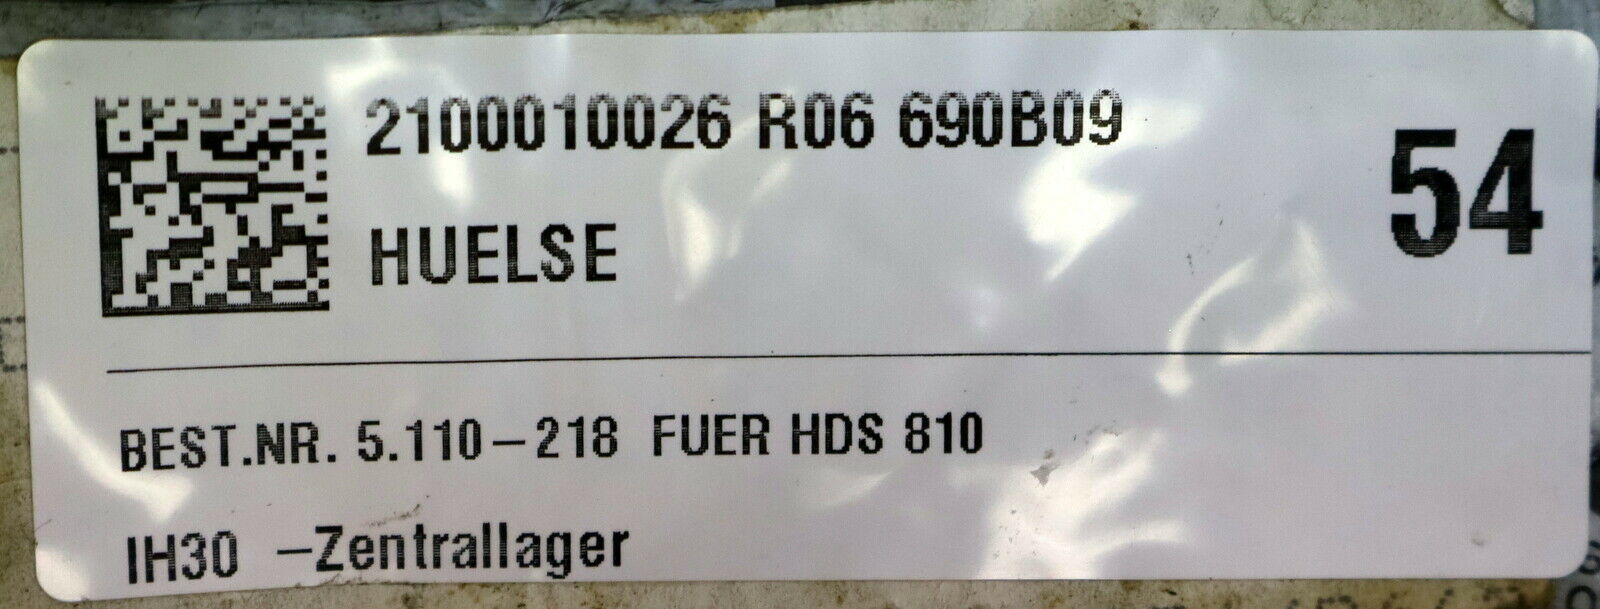 2100010026 R06 690B09
54
HUELSE
BEST.NR. 5.110-218 FUER HDS 810
IH30 -Zentrallager